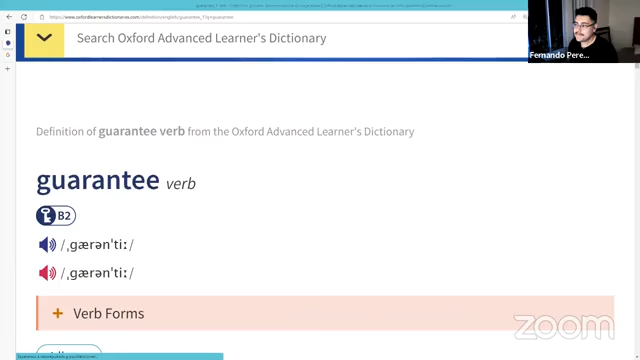 https://www.oxfordlearnersdictionaries.com/definition/english/guarantee_1?q=guarantee
Search Oxford Advanced Learner's Dictionary
Fernando Pere...
Definition of guarantee verb from the Oxford Advanced Learner's Dictionary
guarantee verb
B2
/ˌɡærənˈtiː/
/ˌɡærənˈtiː/
+ Verb Forms
zoom